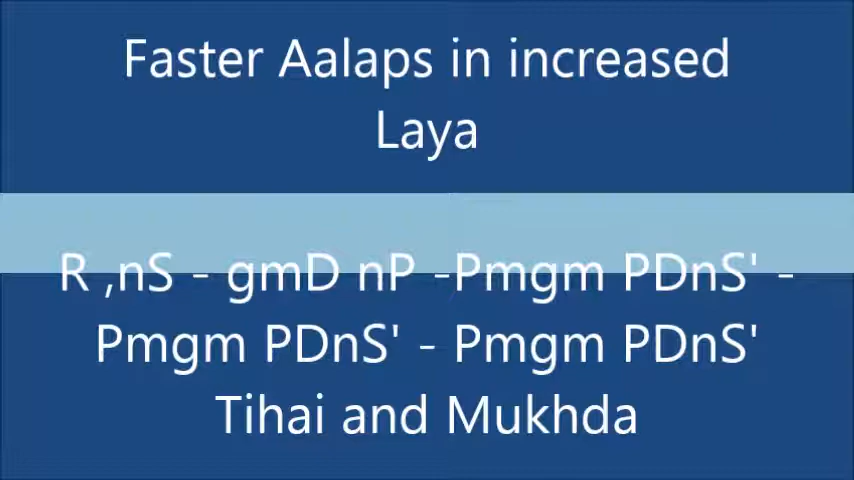 Faster Aalaps in increased
Laya
R ,nS - gmD nP -Pmgm PDnS' -
Pmgm PDnS' - Pmgm PDnS'
Tihai and Mukhda